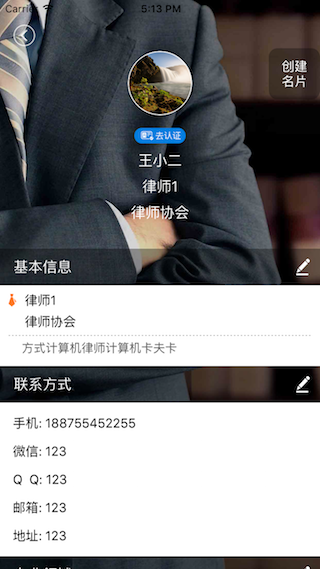 Carrier 5:13 PM
创建
名片
去认证
王小二
律师1
律师协会
基本信息
律师1
律师协会
方式计算机律师计算机卡夫卡
联系方式
手机: 188755452255
微信: 123
Q Q: 123
邮箱: 123
地址: 123